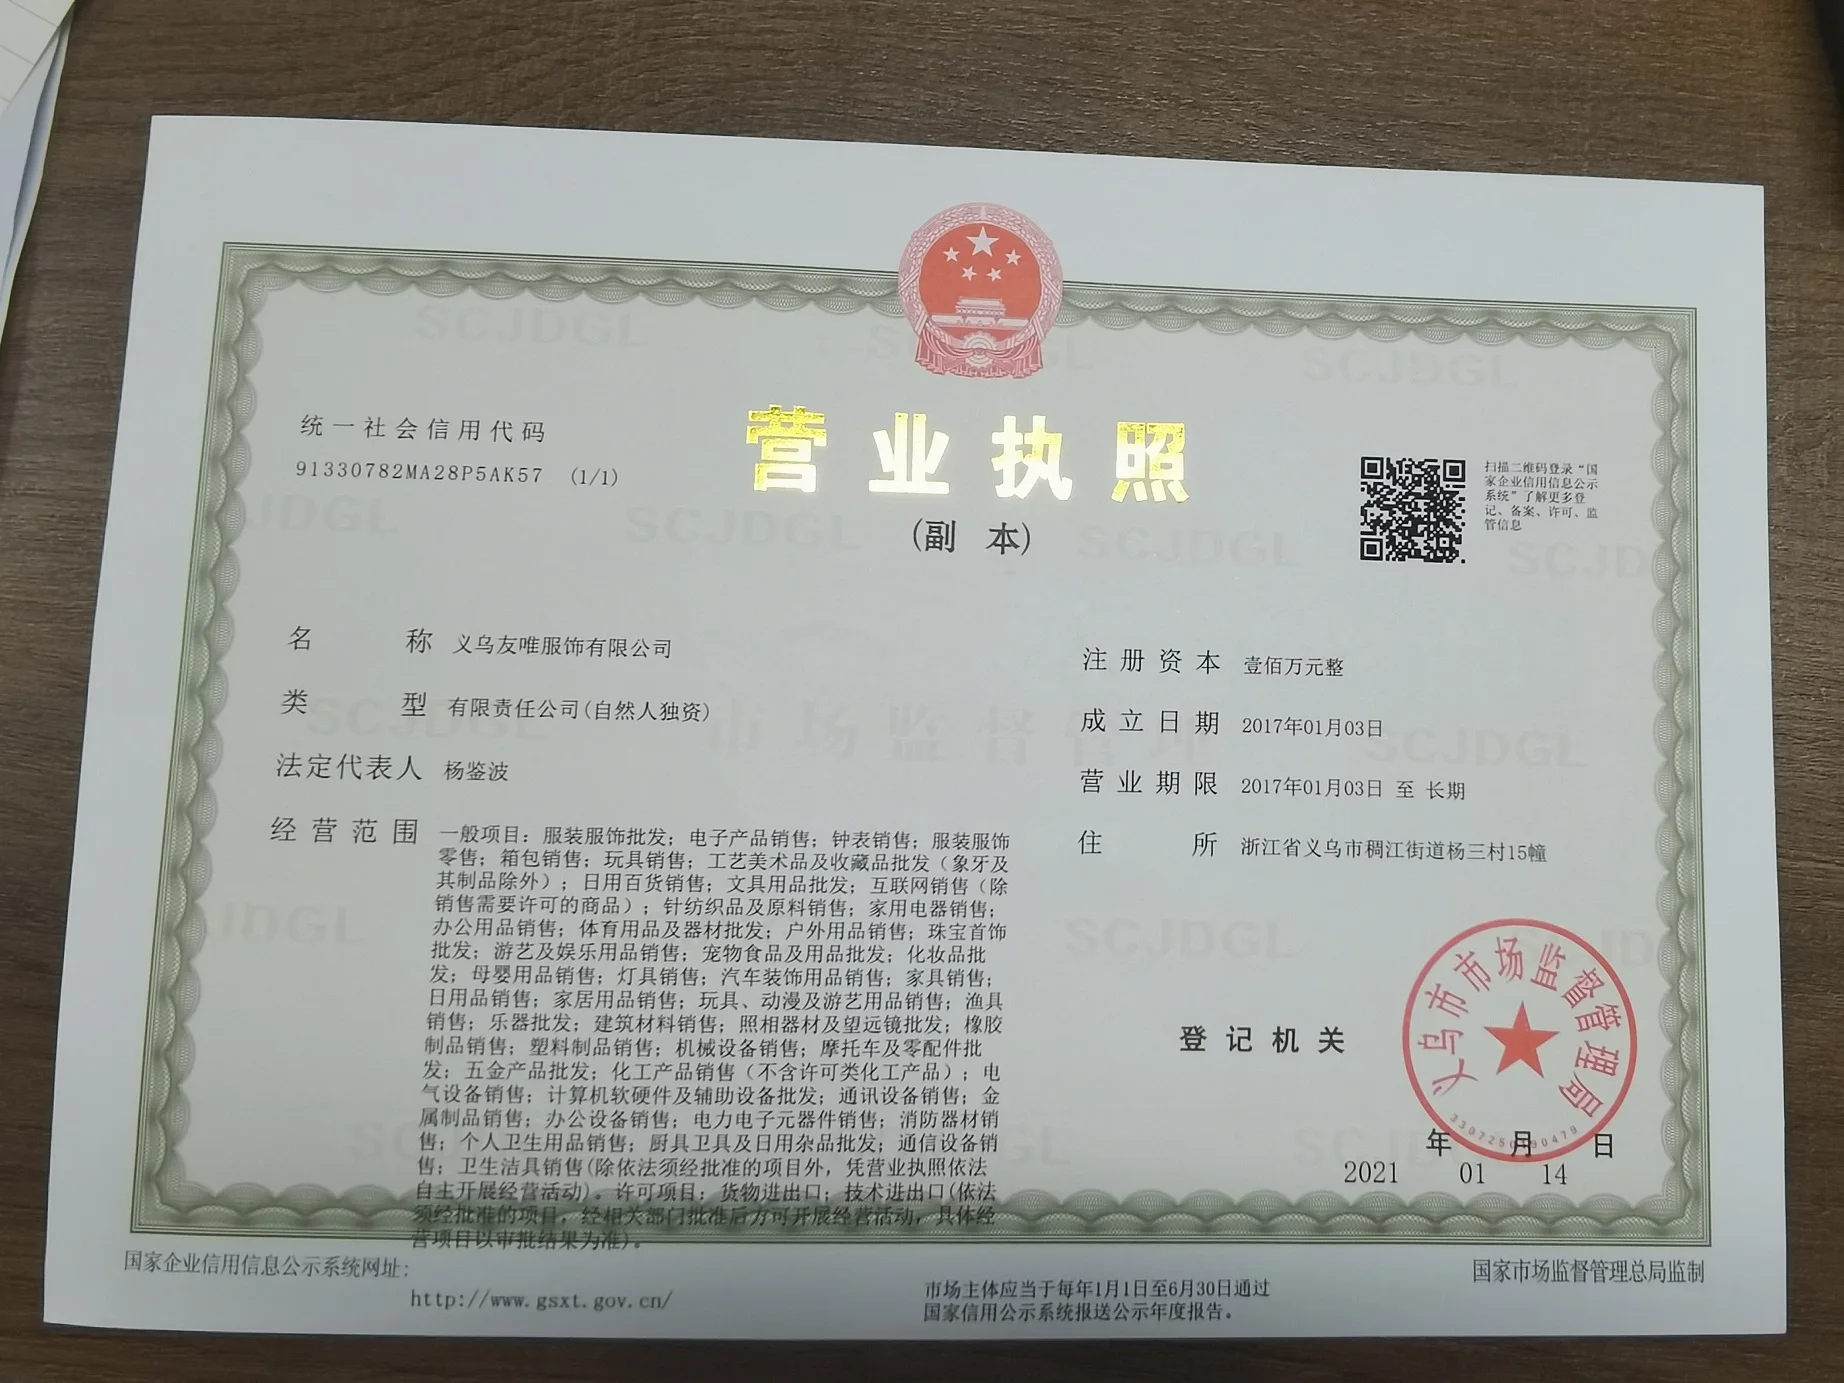 统一社会信用代码
91330782MA28P5AK57 (1/1)
营业执照
(副 本)
扫描二维码登录“国
家企业信用信息公示
系统”了解更多登
记、备案、许可、监
管信息
名 称 义乌友唯服饰有限公司
类 型 有限责任公司(自然人独资)
法定代表人 杨鉴波
经营范围 一般项目：服装服饰批发；电子产品销售；钟表销售；服装服饰
零售；箱包销售；玩具销售；工艺美术品及收藏品批发（象牙及
其制品除外）；日用百货销售；文具用品批发；互联网销售（除
销售需要许可的商品）；针纺织品及原料销售；家用电器销售；
办公用品销售；体育用品及器材批发；户外用品销售；珠宝首饰
批发；游艺及娱乐用品销售；宠物食品及用品批发；化妆品批
发；母婴用品销售；灯具销售；汽车装饰用品销售；家具销售；
日用品销售；家居用品销售；玩具、动漫及游艺用品销售；渔具
销售；乐器批发；建筑材料销售；照相器材及望远镜批发；橡胶
制品销售；塑料制品销售；机械设备销售；摩托车及零配件批
发；五金产品批发；化工产品销售（不含许可类化工产品）；电
气设备销售；计算机软硬件及辅助设备批发；通讯设备销售；金
属制品销售；办公设备销售；电力电子元器件销售；消防器材销
售；个人卫生用品销售；厨具卫具及日用杂品批发；通信设备销
售；卫生洁具销售(除依法须经批准的项目外，凭营业执照依法
自主开展经营活动)。许可项目：货物进出口；技术进出口(依法
须经批准的项目，经相关部门批准后方可开展经营活动，具体经
营项目以审批结果为准)。
注册资本 壹佰万元整
成立日期 2017年01月03日
营业期限 2017年01月03日 至 长期
住 所 浙江省义乌市稠江街道杨三村15幢
登记机关
义乌市市场监督管理局
年 月 日
2021 01 14
国家企业信用信息公示系统网址：
http://www.gsxt.gov.cn/
市场主体应当于每年1月1日至6月30日通过
国家信用公示系统报送公示年度报告。
国家市场监督管理总局监制
市场监督管理
SCJDGL